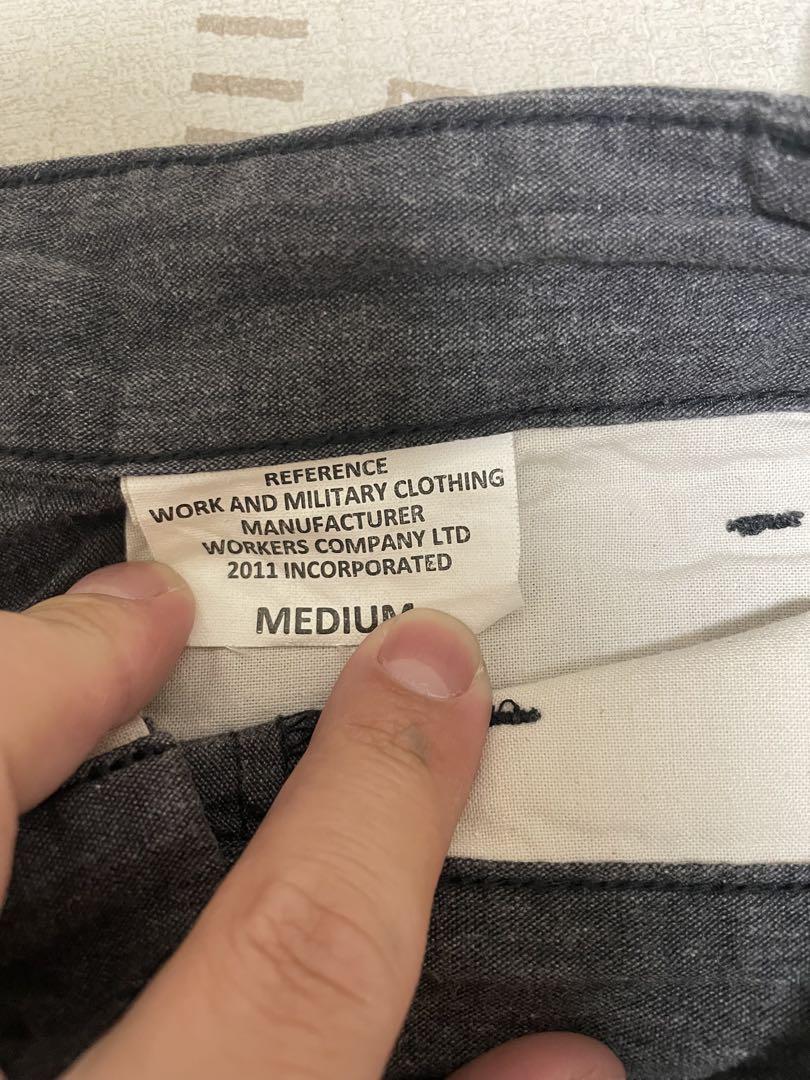 REFERENCE
WORK AND MILITARY CLOTHING
MANUFACTURER
WORKERS COMPANY LTD
2011 INCORPORATED
MEDIUM